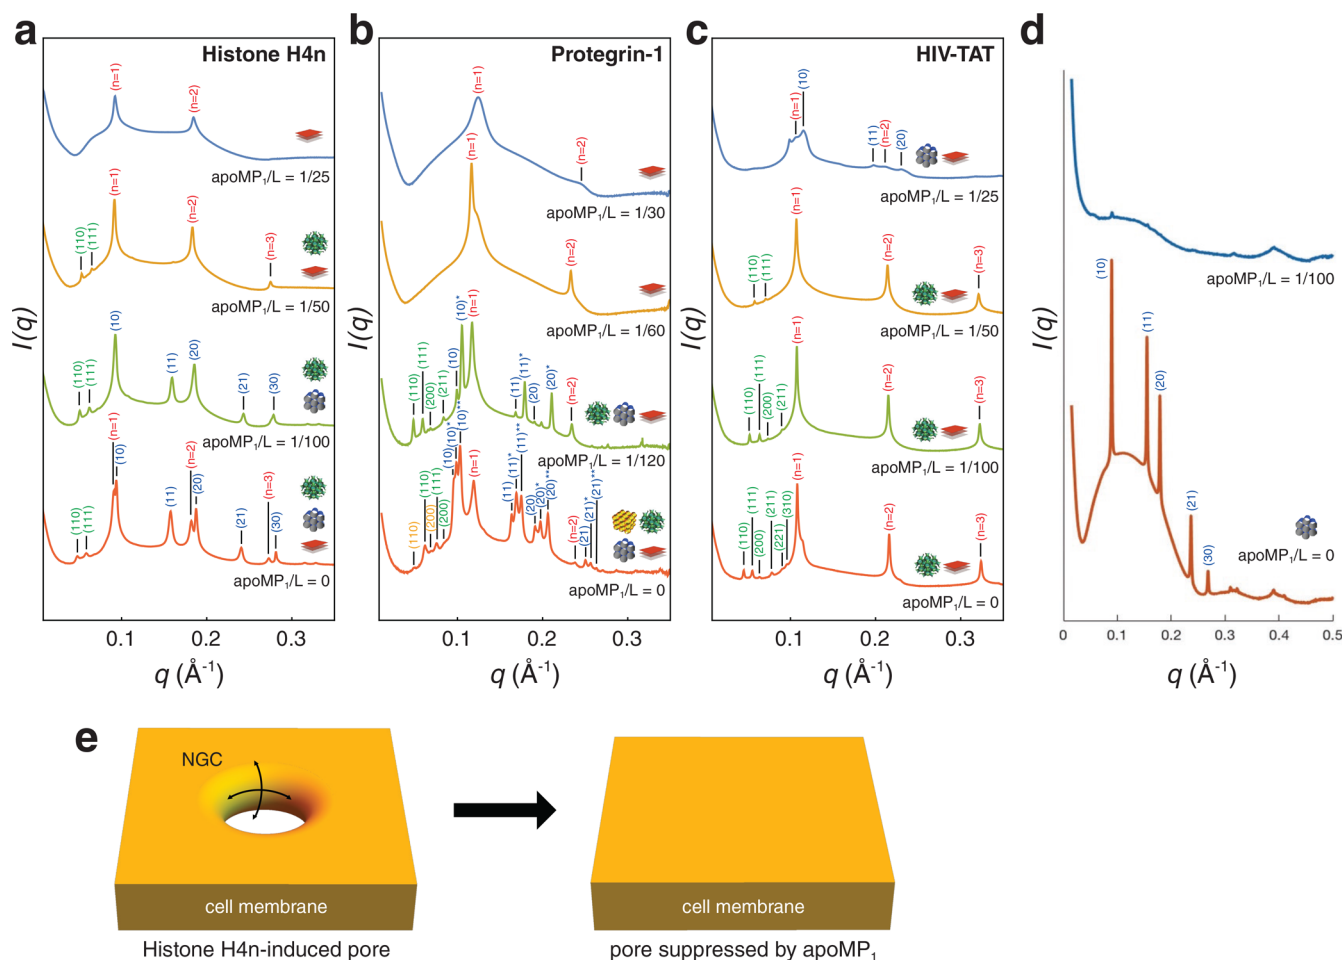 a
Histone H4n
(n=1)
(n=2)
apoMP1/L = 1/25
(110)
(111)
(n=1)
(n=2)
(n=3)
apoMP1/L = 1/50
(110)
(111)
(10)
(11)
(20)
(21)
(30)
apoMP1/L = 1/100
(110)
(111)
(n=1)
(10)
(11)
(n=2)
(20)
(21)
(n=3)
(30)
apoMP1/L = 0
I(q)
0.1 0.2 0.3
q (Å-1)
b
Protegrin-1
(n=1)
(n=2)
apoMP1/L = 1/30
(n=1)
(n=2)
apoMP1/L = 1/60
(110)
(111)
(200)
(211)
(10)
(10)*
(n=1)
(11)
(11)*
(20)
(20)*
(n=2)
apoMP1/L = 1/120
(110)
(110)
(200)
(111)
(200)
(10)
(10)*
(10)**
(n=1)
(11)
(11)*
(11)**
(20)
(20)*
(20)**
(n=2)
(21)
(21)*
(21)**
apoMP1/L = 0
I(q)
0.1 0.2 0.3
q (Å-1)
c
HIV-TAT
(n=1)
(10)
(11)
(n=2)
(20)
apoMP1/L = 1/25
(110)
(111)
(n=1)
(n=2)
(n=3)
apoMP1/L = 1/50
(110)
(111)
(200)
(211)
(n=1)
(n=2)
(n=3)
apoMP1/L = 1/100
(110)
(111)
(200)
(211)
(221)
(310)
(n=1)
(n=2)
(n=3)
apoMP1/L = 0
I(q)
0.1 0.2 0.3
q (Å-1)
d
apoMP1/L = 1/100
(10)
(11)
(20)
(21)
(30)
apoMP1/L = 0
I(q)
0 0.1 0.2 0.3 0.4 0.5
q (Å-1)
e
NGC
cell membrane
Histone H4n-induced pore
cell membrane
pore suppressed by apoMP1